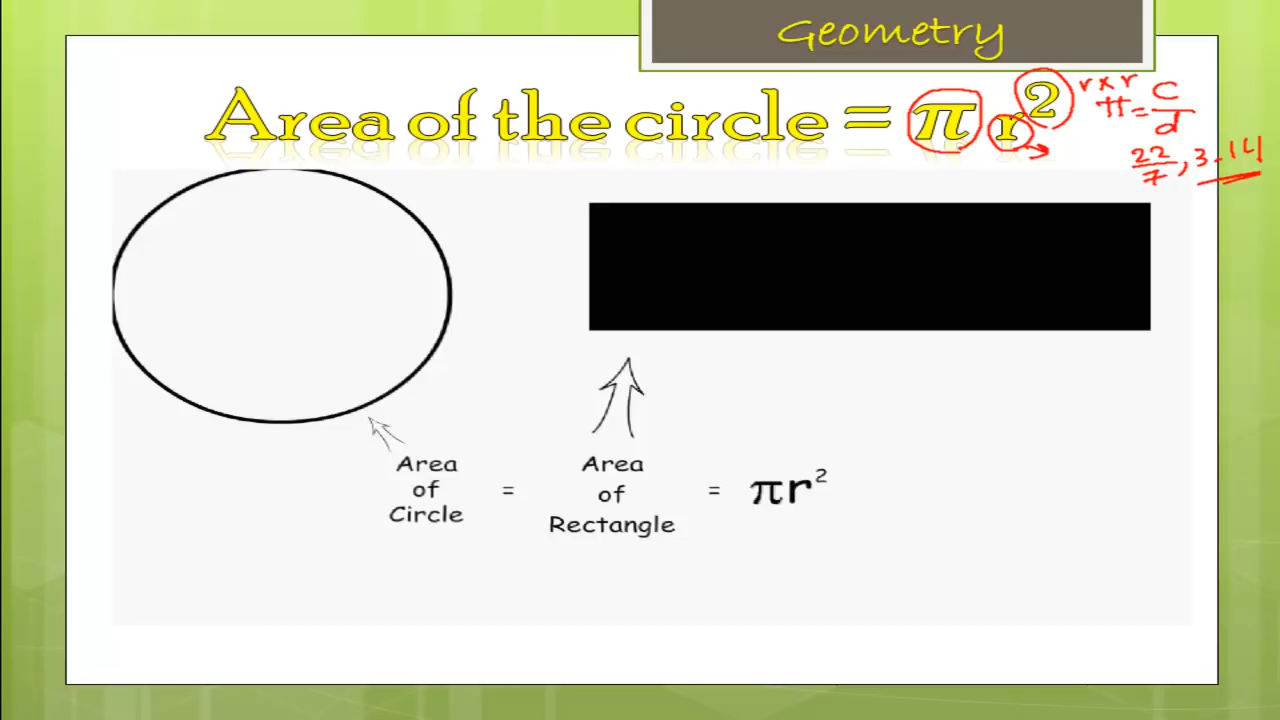 Geometry
Area of the circle = πr²
r × r
π = C/d
22/7, 3.14
Area of Circle = Area of Rectangle = πr²